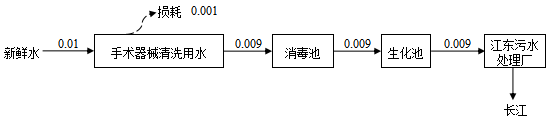 损耗 0.001
新鲜水
0.01
手术器械清洗用水
0.009
消毒池
0.009
生化池
0.009
江东污水
处理厂
长江